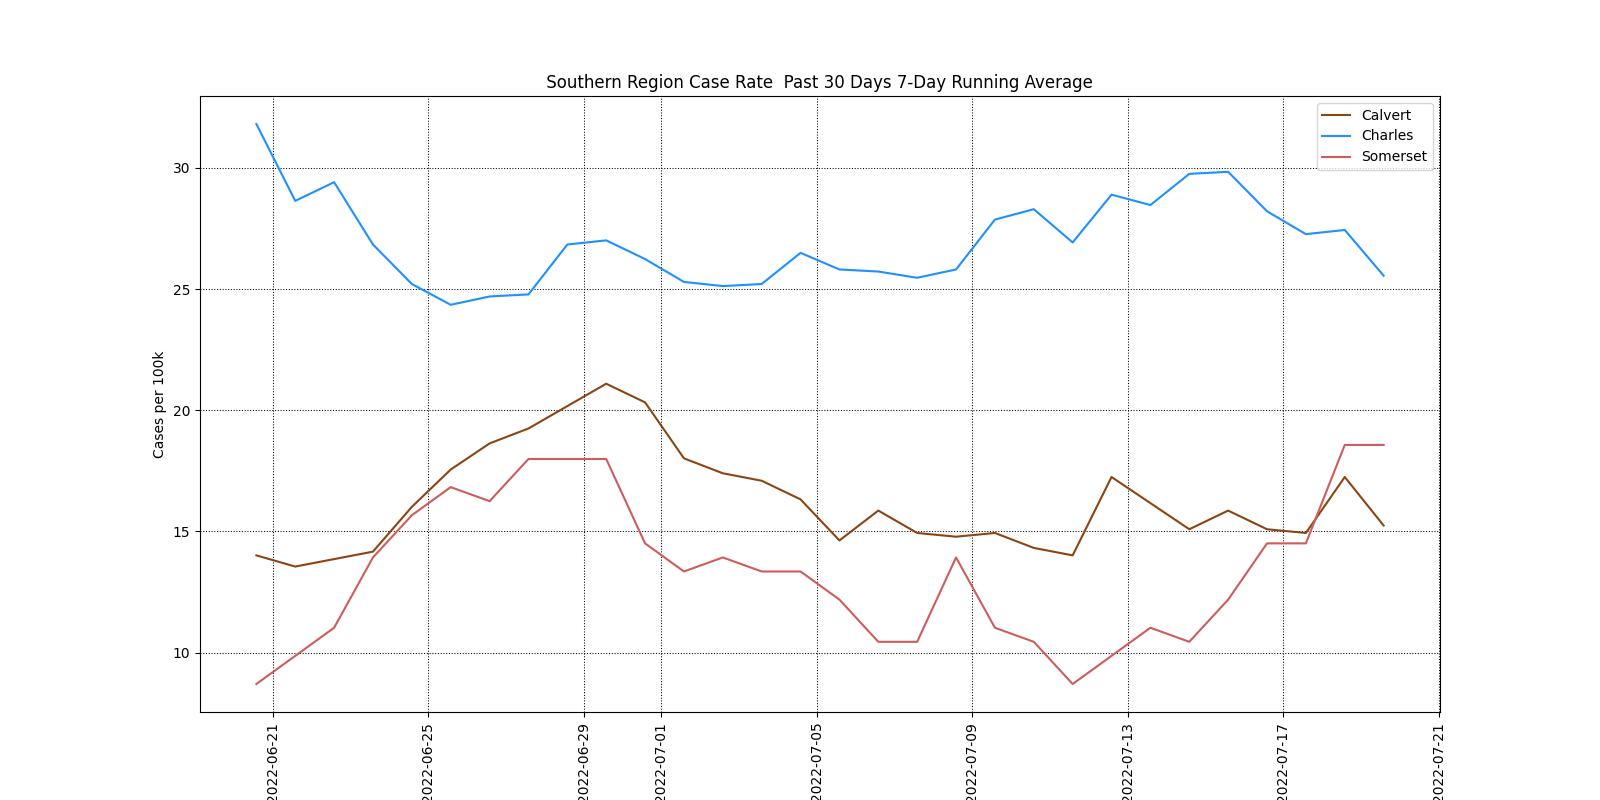 Southern Region Case Rate  Past 30 Days 7-Day Running Average
Calvert
Charles
Somerset
Cases per 100k
30
25
20
15
10
2022-06-21
2022-06-25
2022-06-29
2022-07-01
2022-07-05
2022-07-09
2022-07-13
2022-07-17
2022-07-21